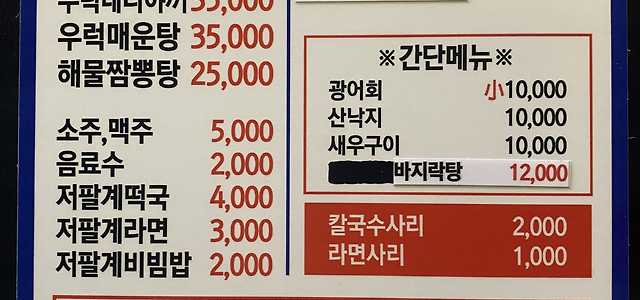 35,000
우럭매운탕 35,000
해물짬뽕탕 25,000
소주,맥주 5,000
음료수 2,000
저팔계떡국 4,000
저팔계라면 3,000
저팔계비빔밥 2,000
※간단메뉴※
광어회 小10,000
산낙지 10,000
새우구이 10,000
바지락탕 12,000
칼국수사리 2,000
라면사리 1,000